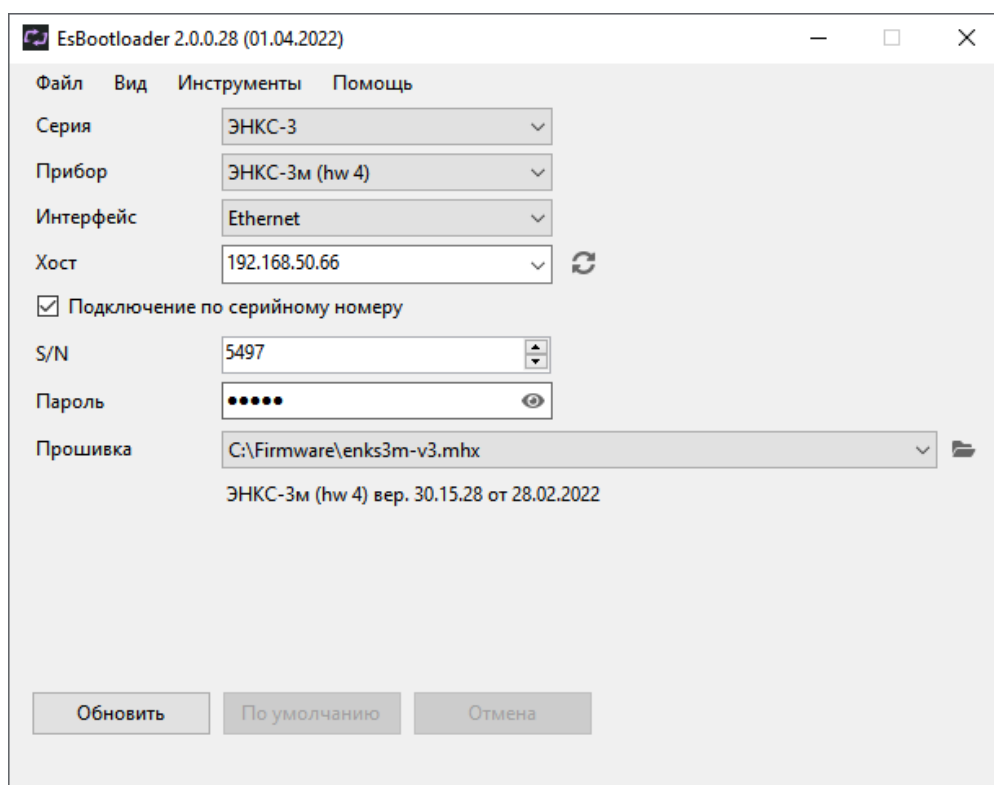 EsBootloader 2.0.0.28 (01.04.2022)
Файл Вид Инструменты Помощь
Серия ЭНКС-3
Прибор ЭНКС-3м (hw 4)
Интерфейс Ethernet
Хост 192.168.50.66
Подключение по серийному номеру
S/N 5497
Пароль •••••
Прошивка C:\Firmware\enks3m-v3.mhx
ЭНКС-3м (hw 4) вер. 30.15.28 от 28.02.2022
Обновить По умолчанию Отмена